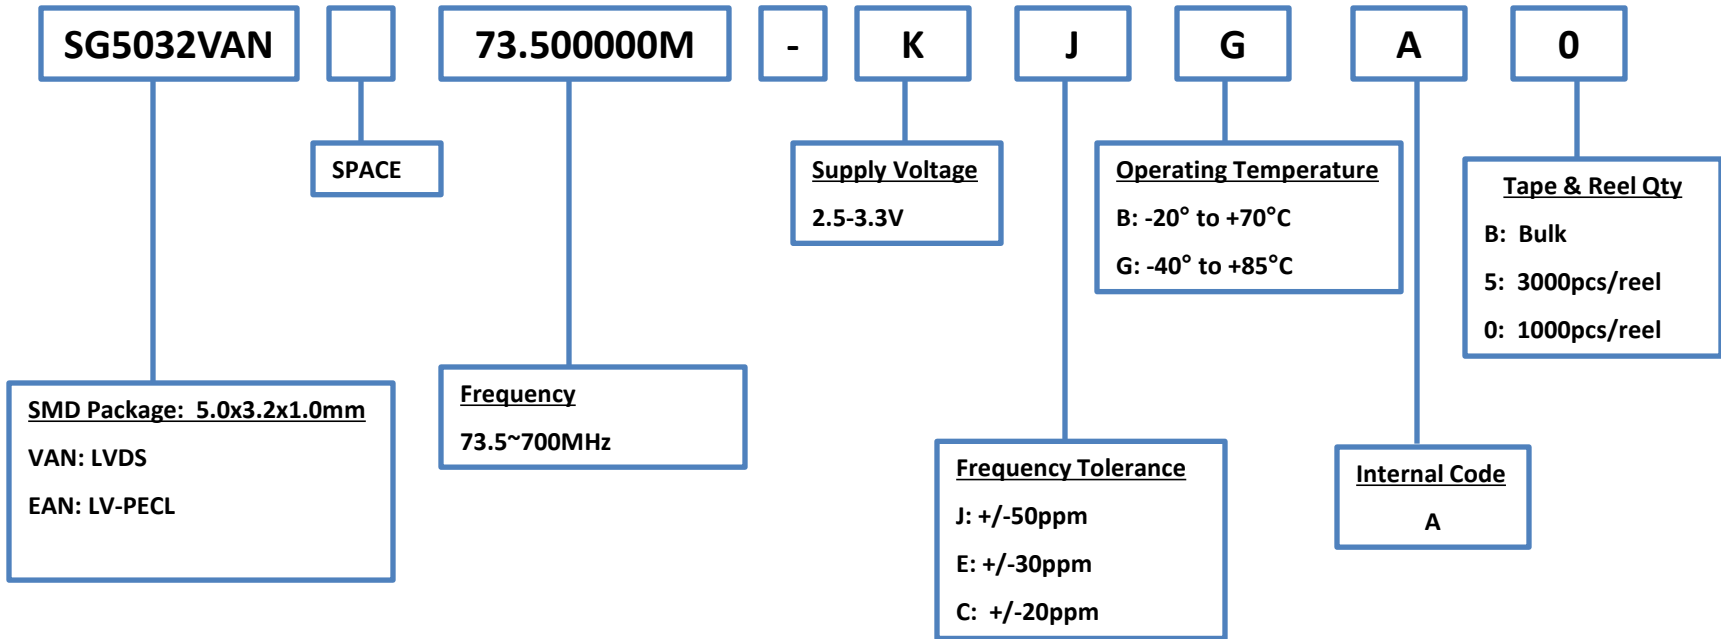 SG5032VAN 73.500000M - K J G A 0
SPACE
Supply Voltage
2.5-3.3V
Operating Temperature
B: -20° to +70°C
G: -40° to +85°C
Tape & Reel Qty
B: Bulk
5: 3000pcs/reel
0: 1000pcs/reel
SMD Package: 5.0x3.2x1.0mm
VAN: LVDS
EAN: LV-PECL
Frequency
73.5~700MHz
Frequency Tolerance
J: +/-50ppm
E: +/-30ppm
C: +/-20ppm
Internal Code
A